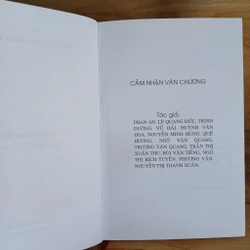 CẢM NHẬN VĂN CHƯƠNG
Tác giả:
PHAN AN, LÊ QUANG ĐỨC, TRỊNH
ĐƯỜNG, VŨ HẢI, HUỲNH VĂN
HOA, NGUYỄN MINH HÙNG, QUẾ
HƯƠNG, NGÔ VĂN QUANG,
TRƯƠNG VĂN QUANG, TRẦN THỊ
XUÂN THU, BÙI VĂN TIẾNG, NGÔ
THỊ BÍCH TUYỀN, PHƯƠNG VĂN,
NGUYỄN THỊ THANH XUÂN.